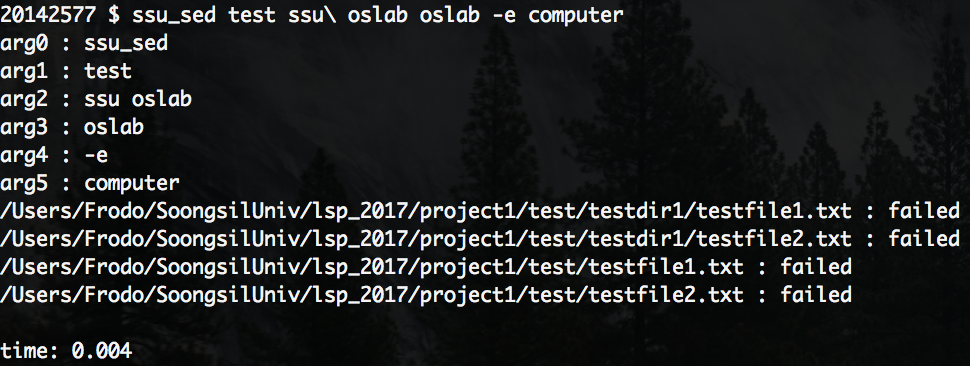 20142577 $ ssu_sed test ssu\ oslab oslab -e computer
arg0 : ssu_sed
arg1 : test
arg2 : ssu oslab
arg3 : oslab
arg4 : -e
arg5 : computer
/Users/Frodo/SoongsilUniv/lsp_2017/project1/test/testdir1/testfile1.txt : failed
/Users/Frodo/SoongsilUniv/lsp_2017/project1/test/testdir1/testfile2.txt : failed
/Users/Frodo/SoongsilUniv/lsp_2017/project1/test/testfile1.txt : failed
/Users/Frodo/SoongsilUniv/lsp_2017/project1/test/testfile2.txt : failed
time: 0.004